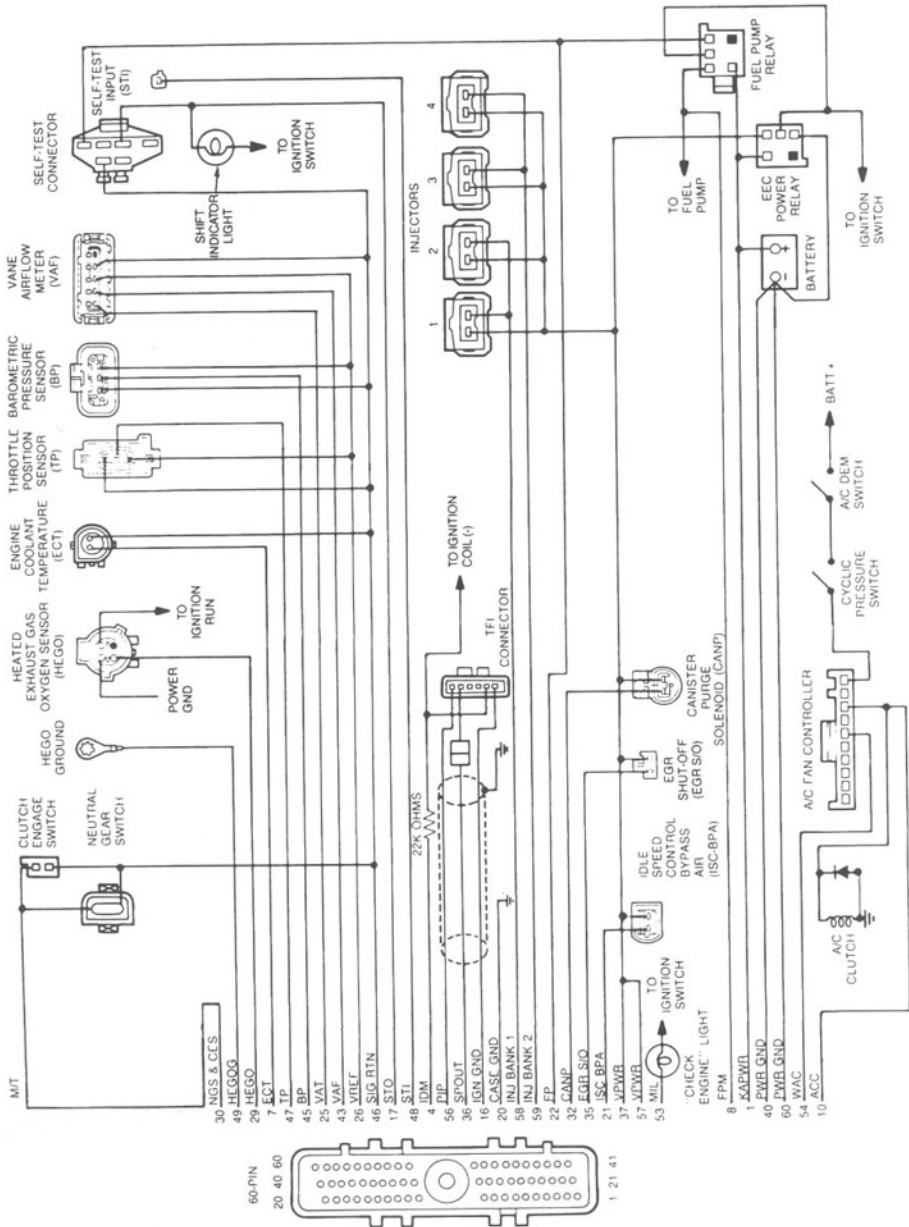 SELF-TEST
CONNECTOR
SELF-TEST
INPUT
(STI)
VANE
AIRFLOW
METER
(VAF)
BAROMETRIC
PRESSURE
SENSOR
(BP)
THROTTLE
POSITION
SENSOR
(TP)
ENGINE
COOLANT
TEMPERATURE
(ECT)
HEATED
EXHAUST GAS
OXYGEN SENSOR
(HEGO)
HEGO
GROUND
CLUTCH
ENGAGE
SWITCH
NEUTRAL
GEAR
SWITCH
M/T
POWER
GND
TO
IGNITION
RUN
SHIFT
INDICATOR
LIGHT
TO
IGNITION
SWITCH
INJECTORS
1
2
3
4
22K OHMS
TO IGNITION
COIL (-)
TFI
CONNECTOR
IDLE
SPEED
CONTROL
BYPASS
AIR
(ISC-BPA)
EGR
SHUT-OFF
(EGR S/O)
CANISTER
PURGE
SOLENOID (CANP)
TO
IGNITION
SWITCH
"CHECK
ENGINE" LIGHT
FUEL PUMP
RELAY
TO
FUEL
PUMP
EEC
POWER
RELAY
TO
IGNITION
SWITCH
+
-
BATTERY
BATT +
A/C DEM
SWITCH
CYCLIC
PRESSURE
SWITCH
A/C FAN CONTROLLER
A/C
CLUTCH
NGS & CES
30
HEGOG
49
HEGO
29
ECT
7
TP
47
BP
45
VAT
25
VAF
43
VREF
26
SIG RTN
46
STO
17
STI
48
IDM
4
PIP
56
SPOUT
36
IGN GND
16
CASE GND
20
INJ BANK 1
58
INJ BANK 2
59
FP
22
CANP
32
EGR S/O
35
ISC BPA
21
VPWR
37
VPWR
57
MIL
53
FPM
8
KAPWR
1
PWR GND
40
PWR GND
60
WAC
54
ACC
10
60-PIN
20 40 60
1 21 41